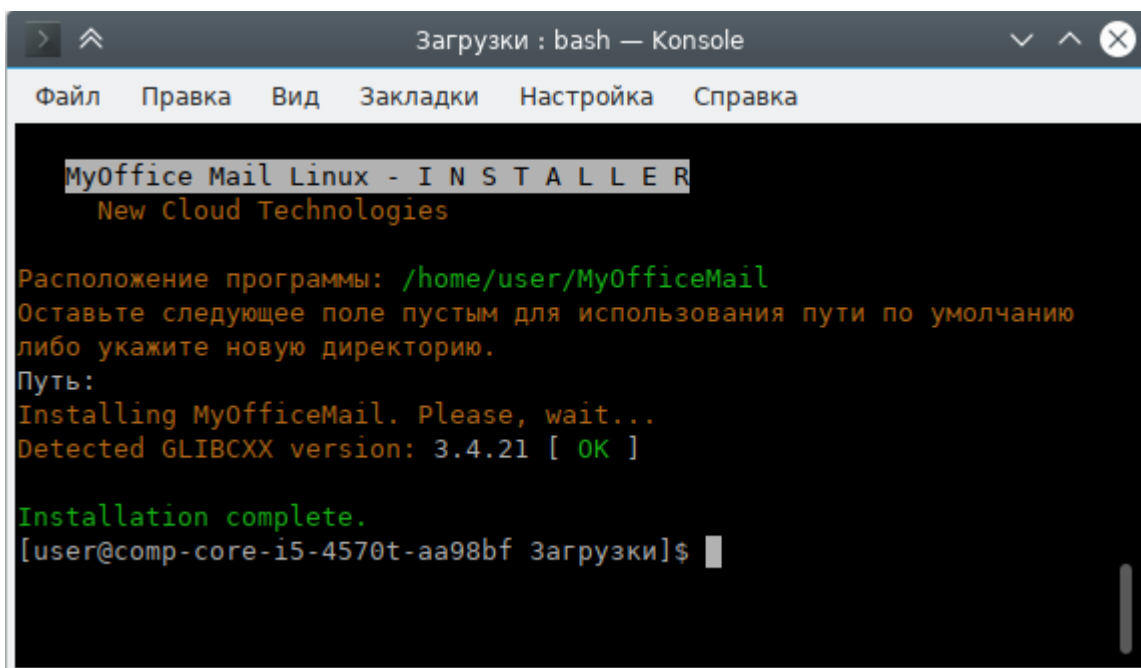 Загрузки : bash — Konsole
Файл Правка Вид Закладки Настройка Справка
MyOffice Mail Linux - I N S T A L L E R
New Cloud Technologies
Расположение программы: /home/user/MyOfficeMail
Оставьте следующее поле пустым для использования пути по умолчанию
либо укажите новую директорию.
Путь:
Installing MyOfficeMail. Please, wait...
Detected GLIBCXX version: 3.4.21 [ OK ]
Installation complete.
[user@comp-core-i5-4570t-aa98bf Загрузки]$